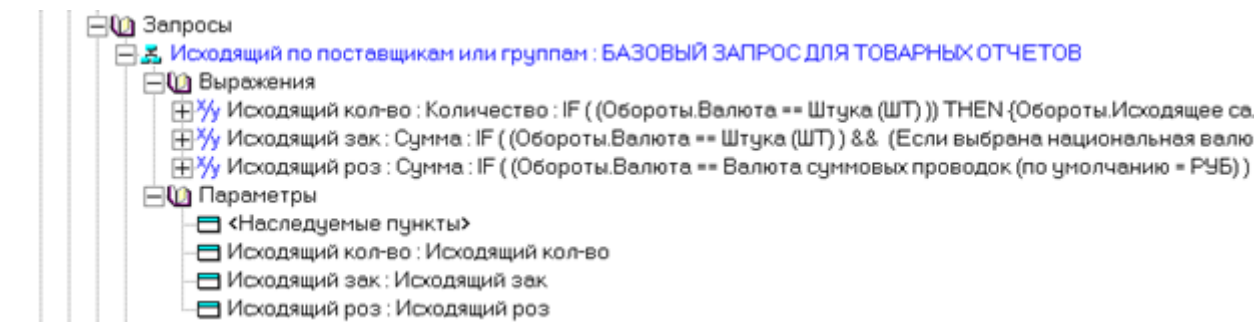 Запросы
Исходящий по поставщикам или группам : БАЗОВЫЙ ЗАПРОС ДЛЯ ТОВАРНЫХ ОТЧЕТОВ
Выражения
Исходящий кол-во : Количество : IF ( (Обороты.Валюта == Штука (ШТ) )) THEN {Обороты.Исходящее са
Исходящий зак : Сумма : IF ( (Обороты.Валюта == Штука (ШТ) ) && (Если выбрана национальная валю
Исходящий роз : Сумма : IF ( (Обороты.Валюта == Валюта суммовых проводок (по умолчанию = РУБ) )
Параметры
<Наследуемые пункты>
Исходящий кол-во : Исходящий кол-во
Исходящий зак : Исходящий зак
Исходящий роз : Исходящий роз